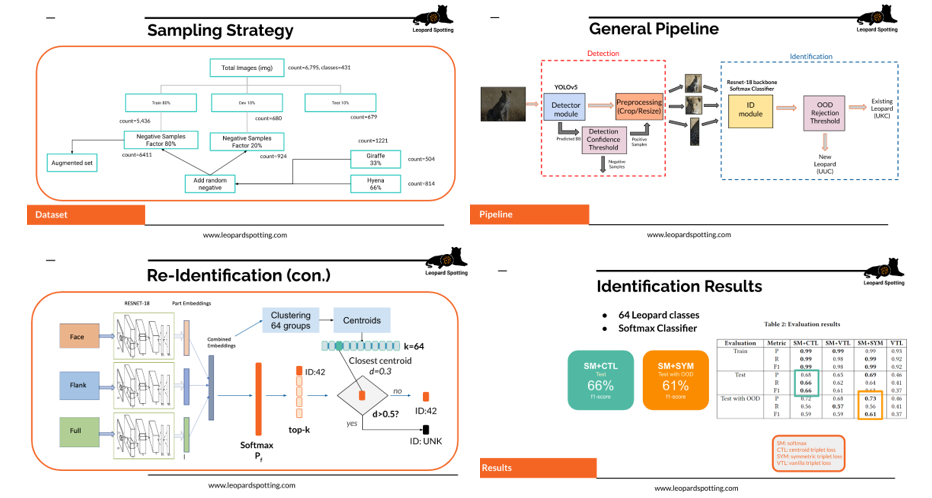 Sampling Strategy
Leopard Spotting
Total Images (img)
count=6,795, classes=431
Train 80%
Dev 10%
Test 10%
count=5,436
count=680
count=679
Negative Samples
Factor 80%
Negative Samples
Factor 20%
count=1221
count=6411
count=924
Augmented set
Giraffe
33%
count=504
Add random
negative
Hyena
66%
count=814
Dataset
www.leopardspotting.com
General Pipeline
Leopard Spotting
Detection
Identification
YOLOv5
Detector
module
Preprocessing
(Crop/Resize)
Predicted BB
Detection
Confidence
Threshold
Positive
Samples
Negative
Samples
Resnet-18 backbone
Softmax Classifier
ID
module
OOD
Rejection
Threshold
Existing
Leopard
(UKC)
New
Leopard
(UUC)
Pipeline
www.leopardspotting.com
Re-Identification (con.)
Leopard Spotting
RESNET-18
Part Embeddings
Face
Flank
Full
Combined
Embeddings
Clustering
64 groups
Centroids
k=64
Closest centroid
d=0.3
ID:42
no
d>0.5?
ID:42
yes
top-k
ID: UNK
Softmax
www.leopardspotting.com
Identification Results
Leopard Spotting
• 64 Leopard classes
• Softmax Classifier
SM+CTL
Test
66%
f1-score
SM+SYM
Test with OOD
61%
f1-score
Table 2: Evaluation results
Evaluation Metric SM+CTL SM+VTL SM+SYM VTL
Train P 0.99 0.99 0.99 0.93
R 0.99 0.98 0.99 0.92
F1 0.99 0.98 0.99 0.92
Test P 0.68 0.65 0.69 0.46
R 0.66 0.62 0.64 0.41
F1 0.66 0.61 0.63 0.37
Test with OOD P 0.72 0.68 0.73 0.46
R 0.56 0.57 0.56 0.41
F1 0.59 0.59 0.61 0.37
SM: softmax
CTL: centroid triplet loss
SYM: symmetric triplet loss
VTL: vanilla triplet loss
Results
www.leopardspotting.com